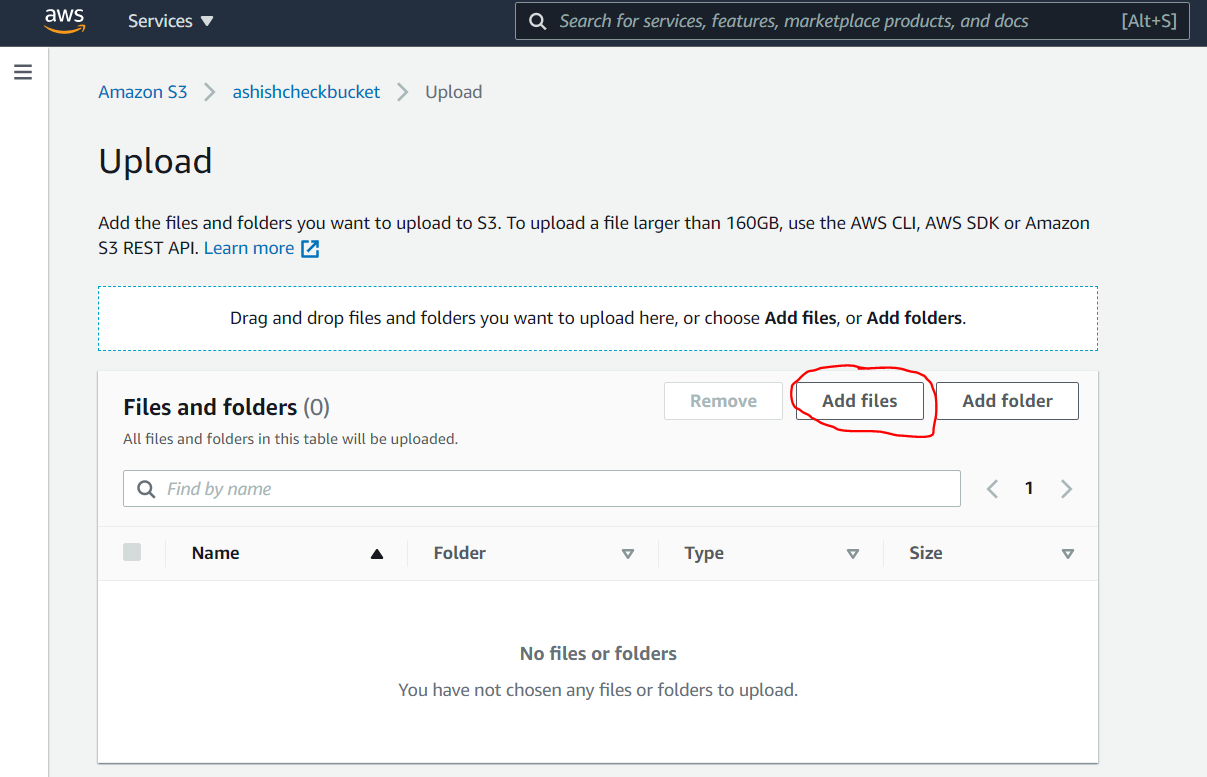 aws Services Search for services, features, marketplace products, and docs [Alt+S]
Amazon S3 ashishcheckbucket Upload
Upload
Add the files and folders you want to upload to S3. To upload a file larger than 160GB, use the AWS CLI, AWS SDK or Amazon
S3 REST API. Learn more
Drag and drop files and folders you want to upload here, or choose Add files, or Add folders.
Files and folders (0) Remove Add files Add folder
All files and folders in this table will be uploaded.
Find by name 1
Name Folder Type Size
No files or folders
You have not chosen any files or folders to upload.